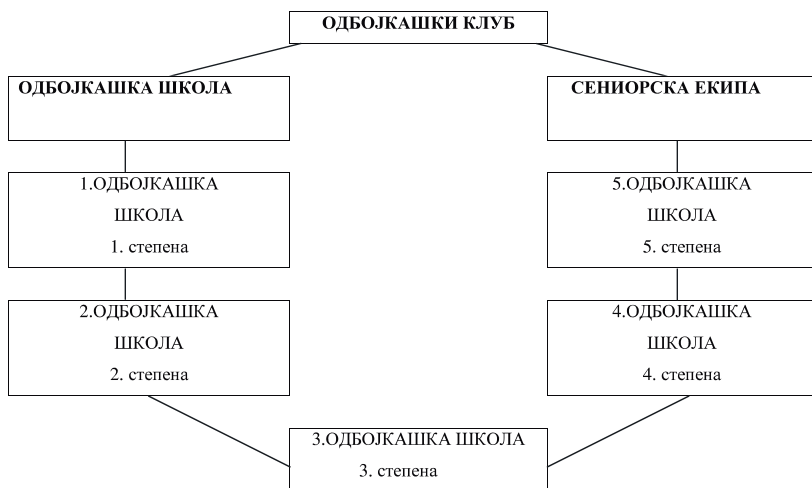 ОДБОЈКАШКИ КЛУБ
ОДБОЈКАШКА ШКОЛА
СЕНИОРСКА ЕКИПА
1.ОДБОЈКАШКА
ШКОЛА
1. степена
5.ОДБОЈКАШКА
ШКОЛА
5. степена
2.ОДБОЈКАШКА
ШКОЛА
2. степена
4.ОДБОЈКАШКА
ШКОЛА
4. степена
3.ОДБОЈКАШКА ШКОЛА
3. степена